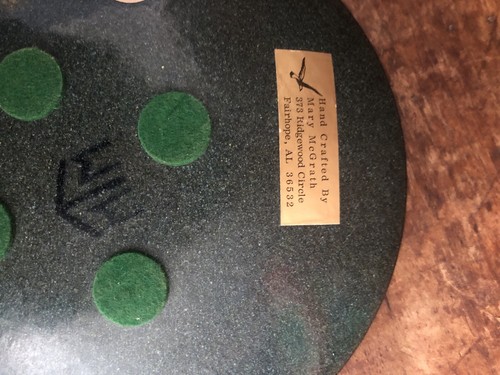 Hand Crafted By
Mary McGrath
373 Ridgewood Circle
Fairhope, AL 36532